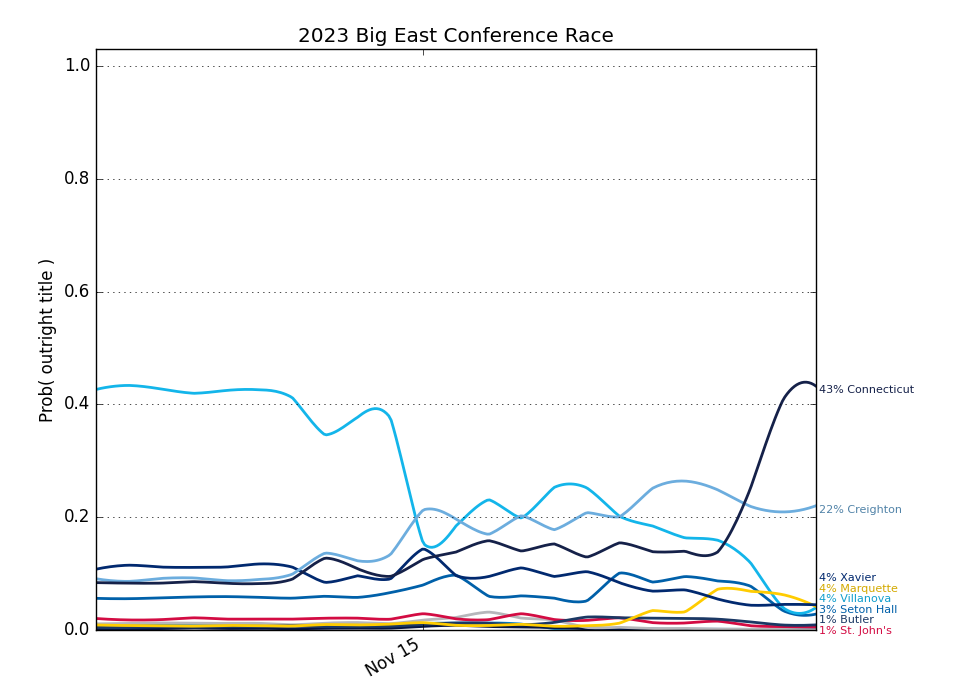 2023 Big East Conference Race
Prob( outright title )
1.0
0.8
0.6
0.4
0.2
0.0
Nov 15
43% Connecticut
22% Creighton
4% Xavier
4% Marquette
4% Villanova
3% Seton Hall
1% Butler
1% St. John's